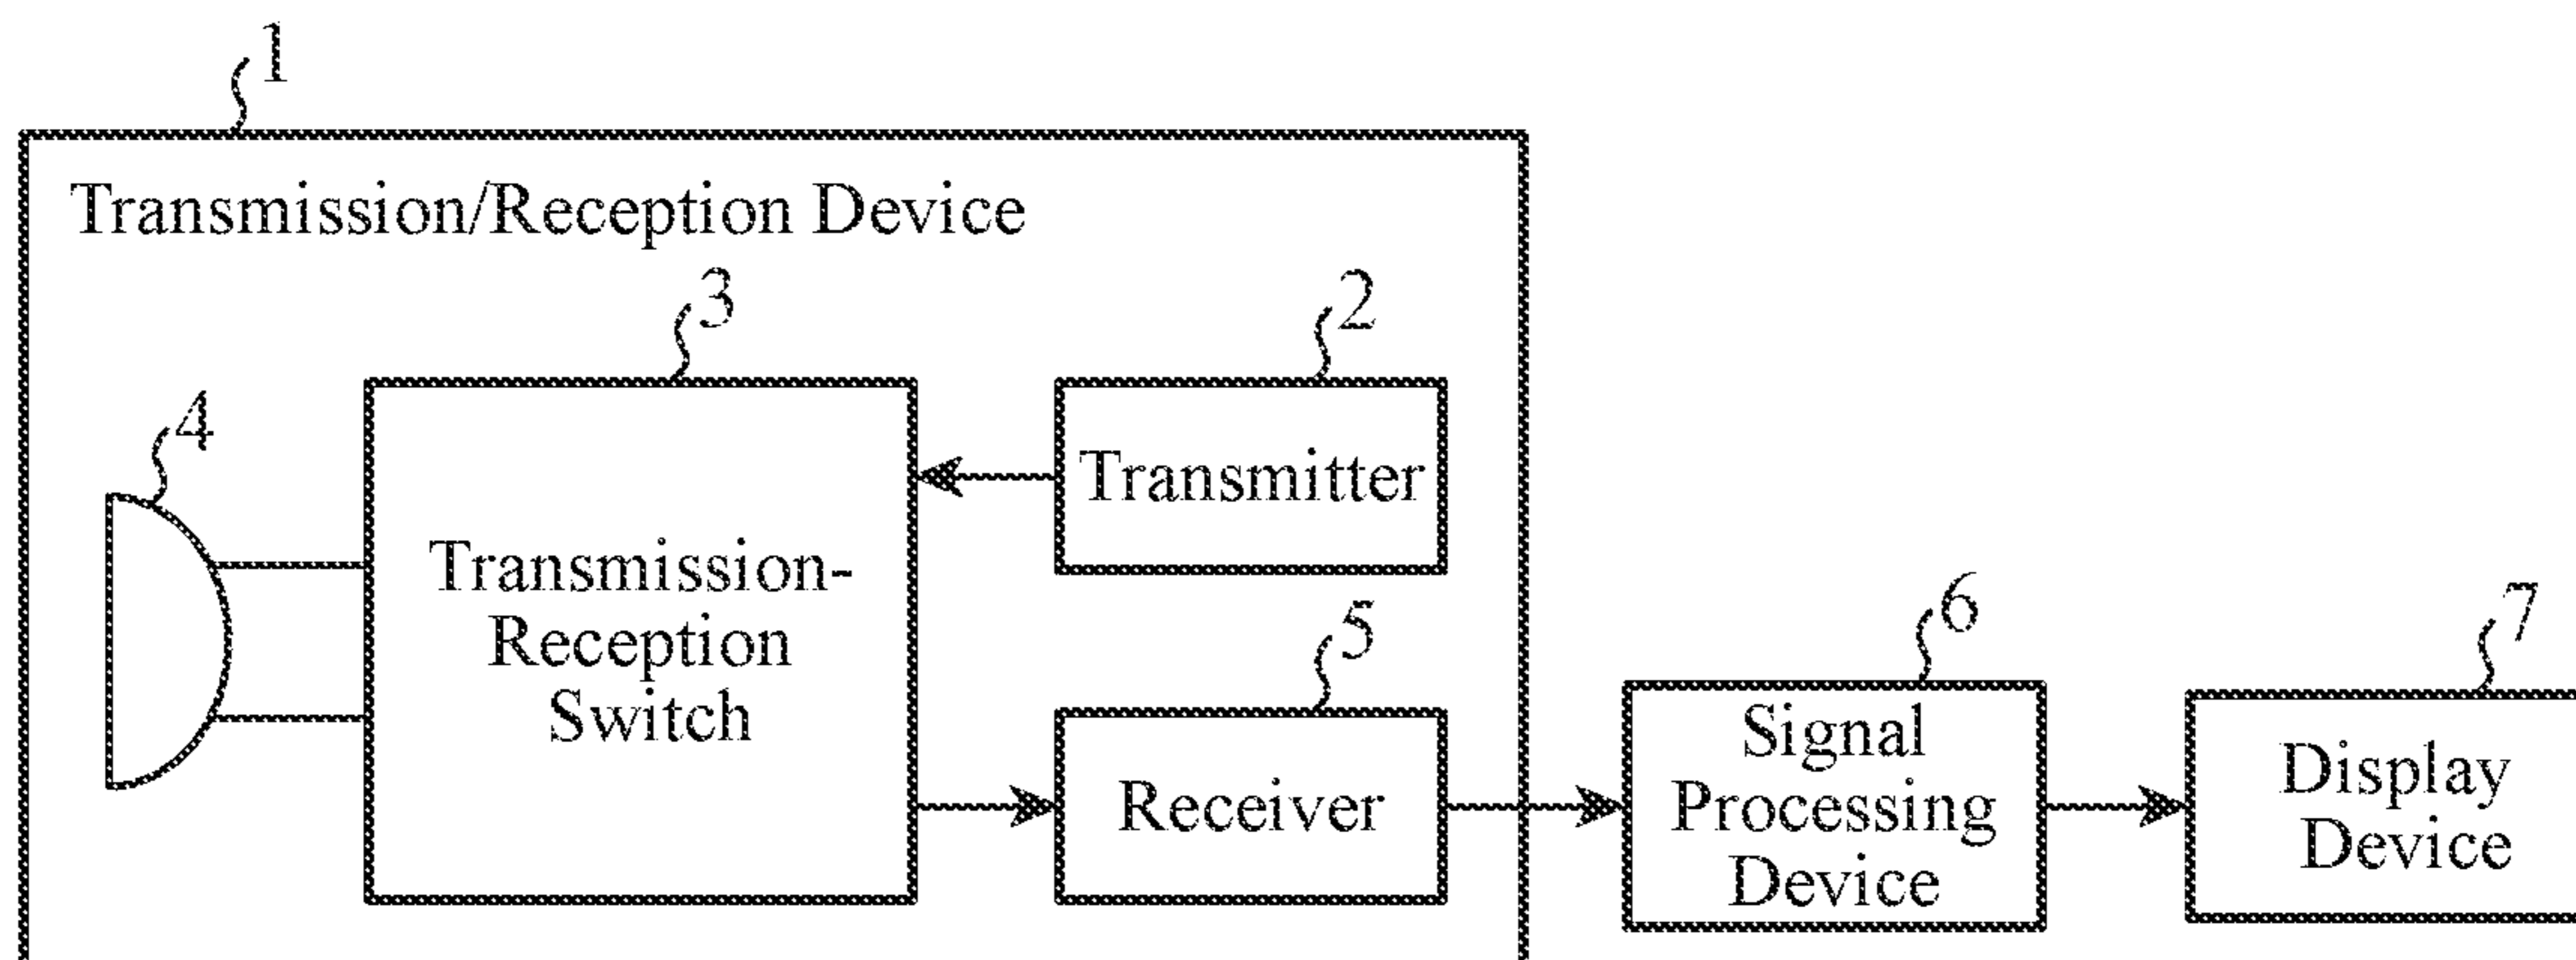 1
Transmission/Reception Device
3
2
4
Transmitter
Transmission-
Reception
Switch
5
Receiver
6
Signal
Processing
Device
7
Display
Device